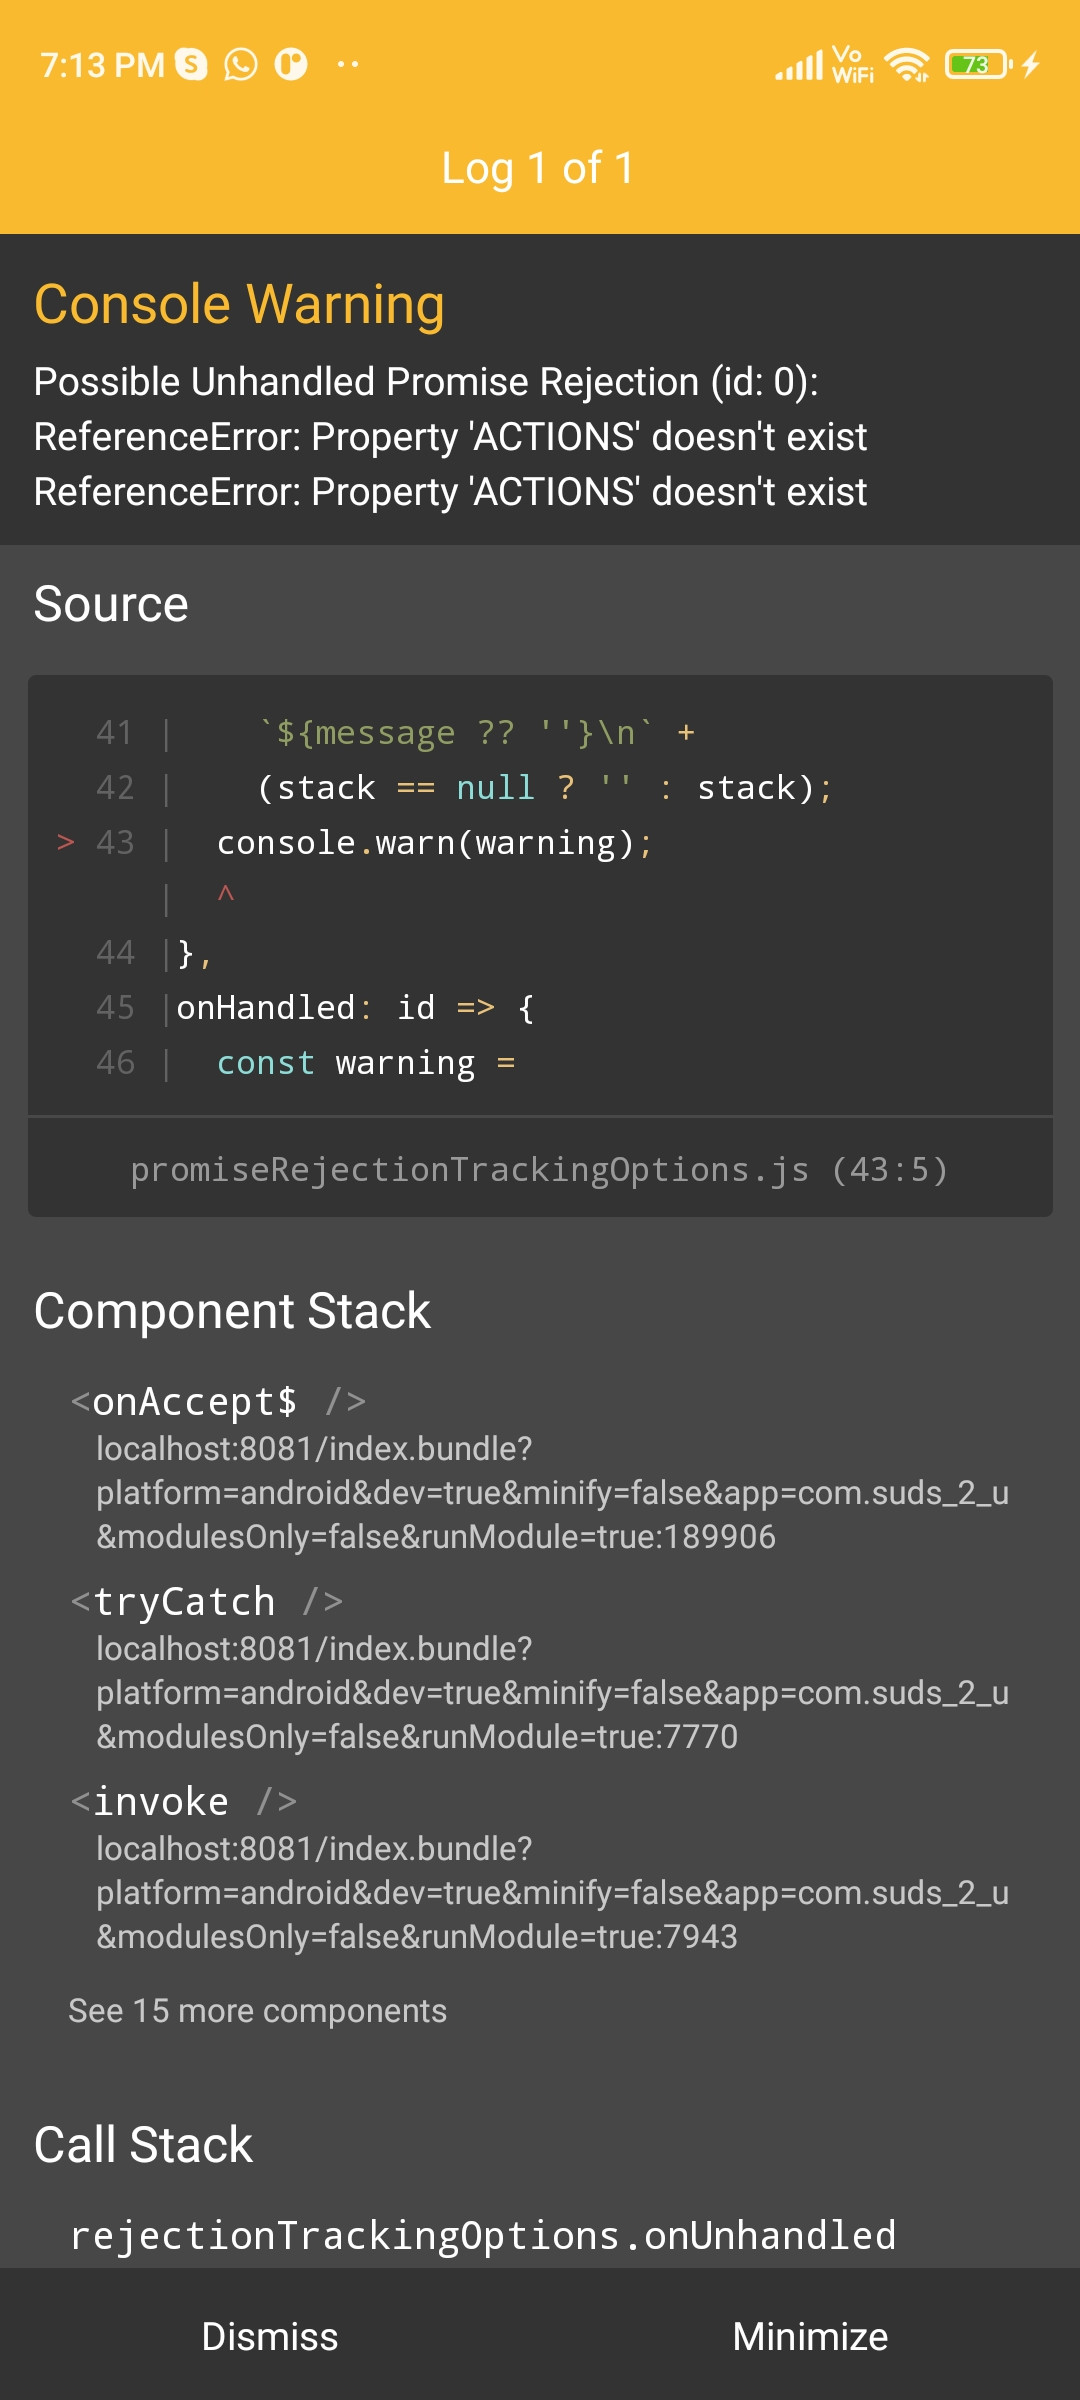 7:13 PM
Vo
WiFi
73
Log 1 of 1
Console Warning
Possible Unhandled Promise Rejection (id: 0):
ReferenceError: Property 'ACTIONS' doesn't exist
ReferenceError: Property 'ACTIONS' doesn't exist
Source
41 |    `${message ?? ''}\n` +
42 |    (stack == null ? '' : stack);
> 43 |  console.warn(warning);
|  ^
44 |},
45 |onHandled: id => {
46 |  const warning =
promiseRejectionTrackingOptions.js (43:5)
Component Stack
<onAccept$ />
localhost:8081/index.bundle?
platform=android&dev=true&minify=false&app=com.suds_2_u
&modulesOnly=false&runModule=true:189906
<tryCatch />
localhost:8081/index.bundle?
platform=android&dev=true&minify=false&app=com.suds_2_u
&modulesOnly=false&runModule=true:7770
<invoke />
localhost:8081/index.bundle?
platform=android&dev=true&minify=false&app=com.suds_2_u
&modulesOnly=false&runModule=true:7943
See 15 more components
Call Stack
rejectionTrackingOptions.onUnhandled
Dismiss
Minimize